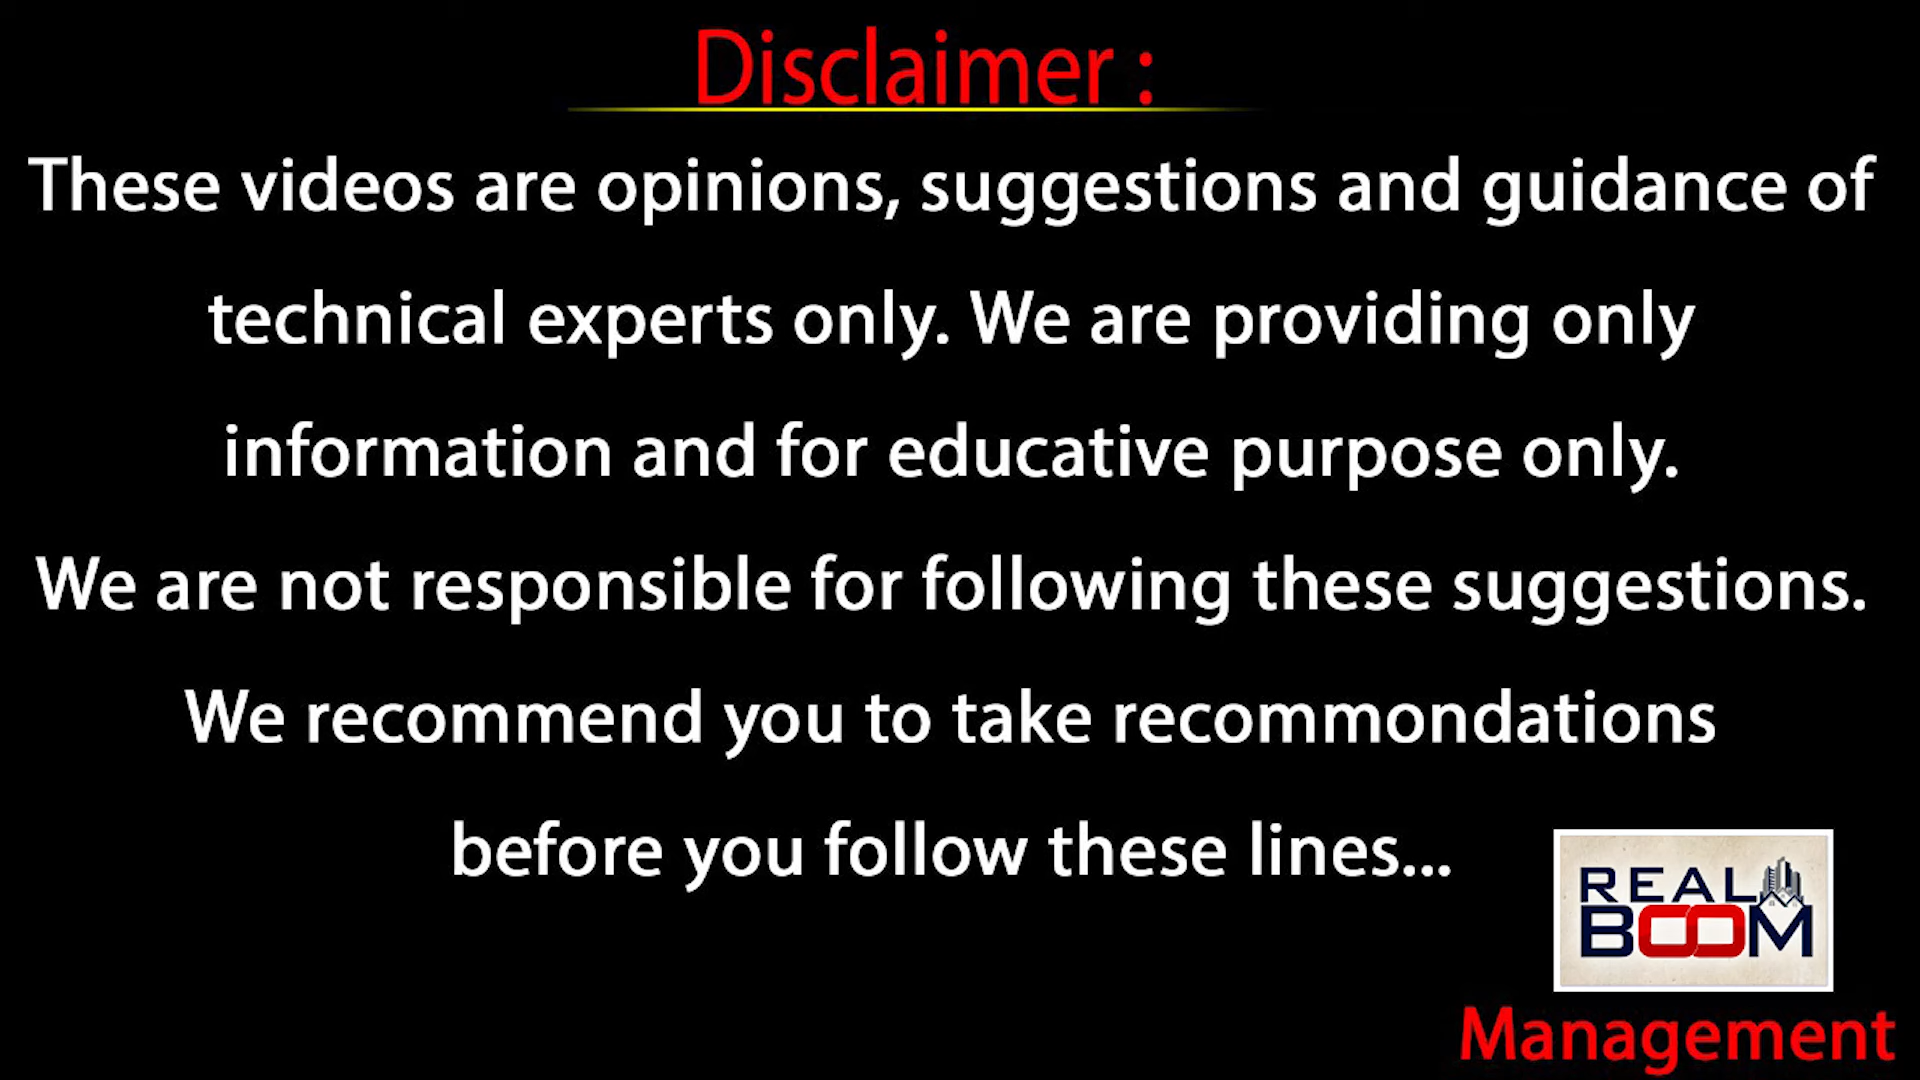 Disclaimer :
These videos are opinions, suggestions and guidance of
technical experts only. We are providing only
information and for educative purpose only.
We are not responsible for following these suggestions.
We recommend you to take recommondations
before you follow these lines...
REAL
BOOM
Management